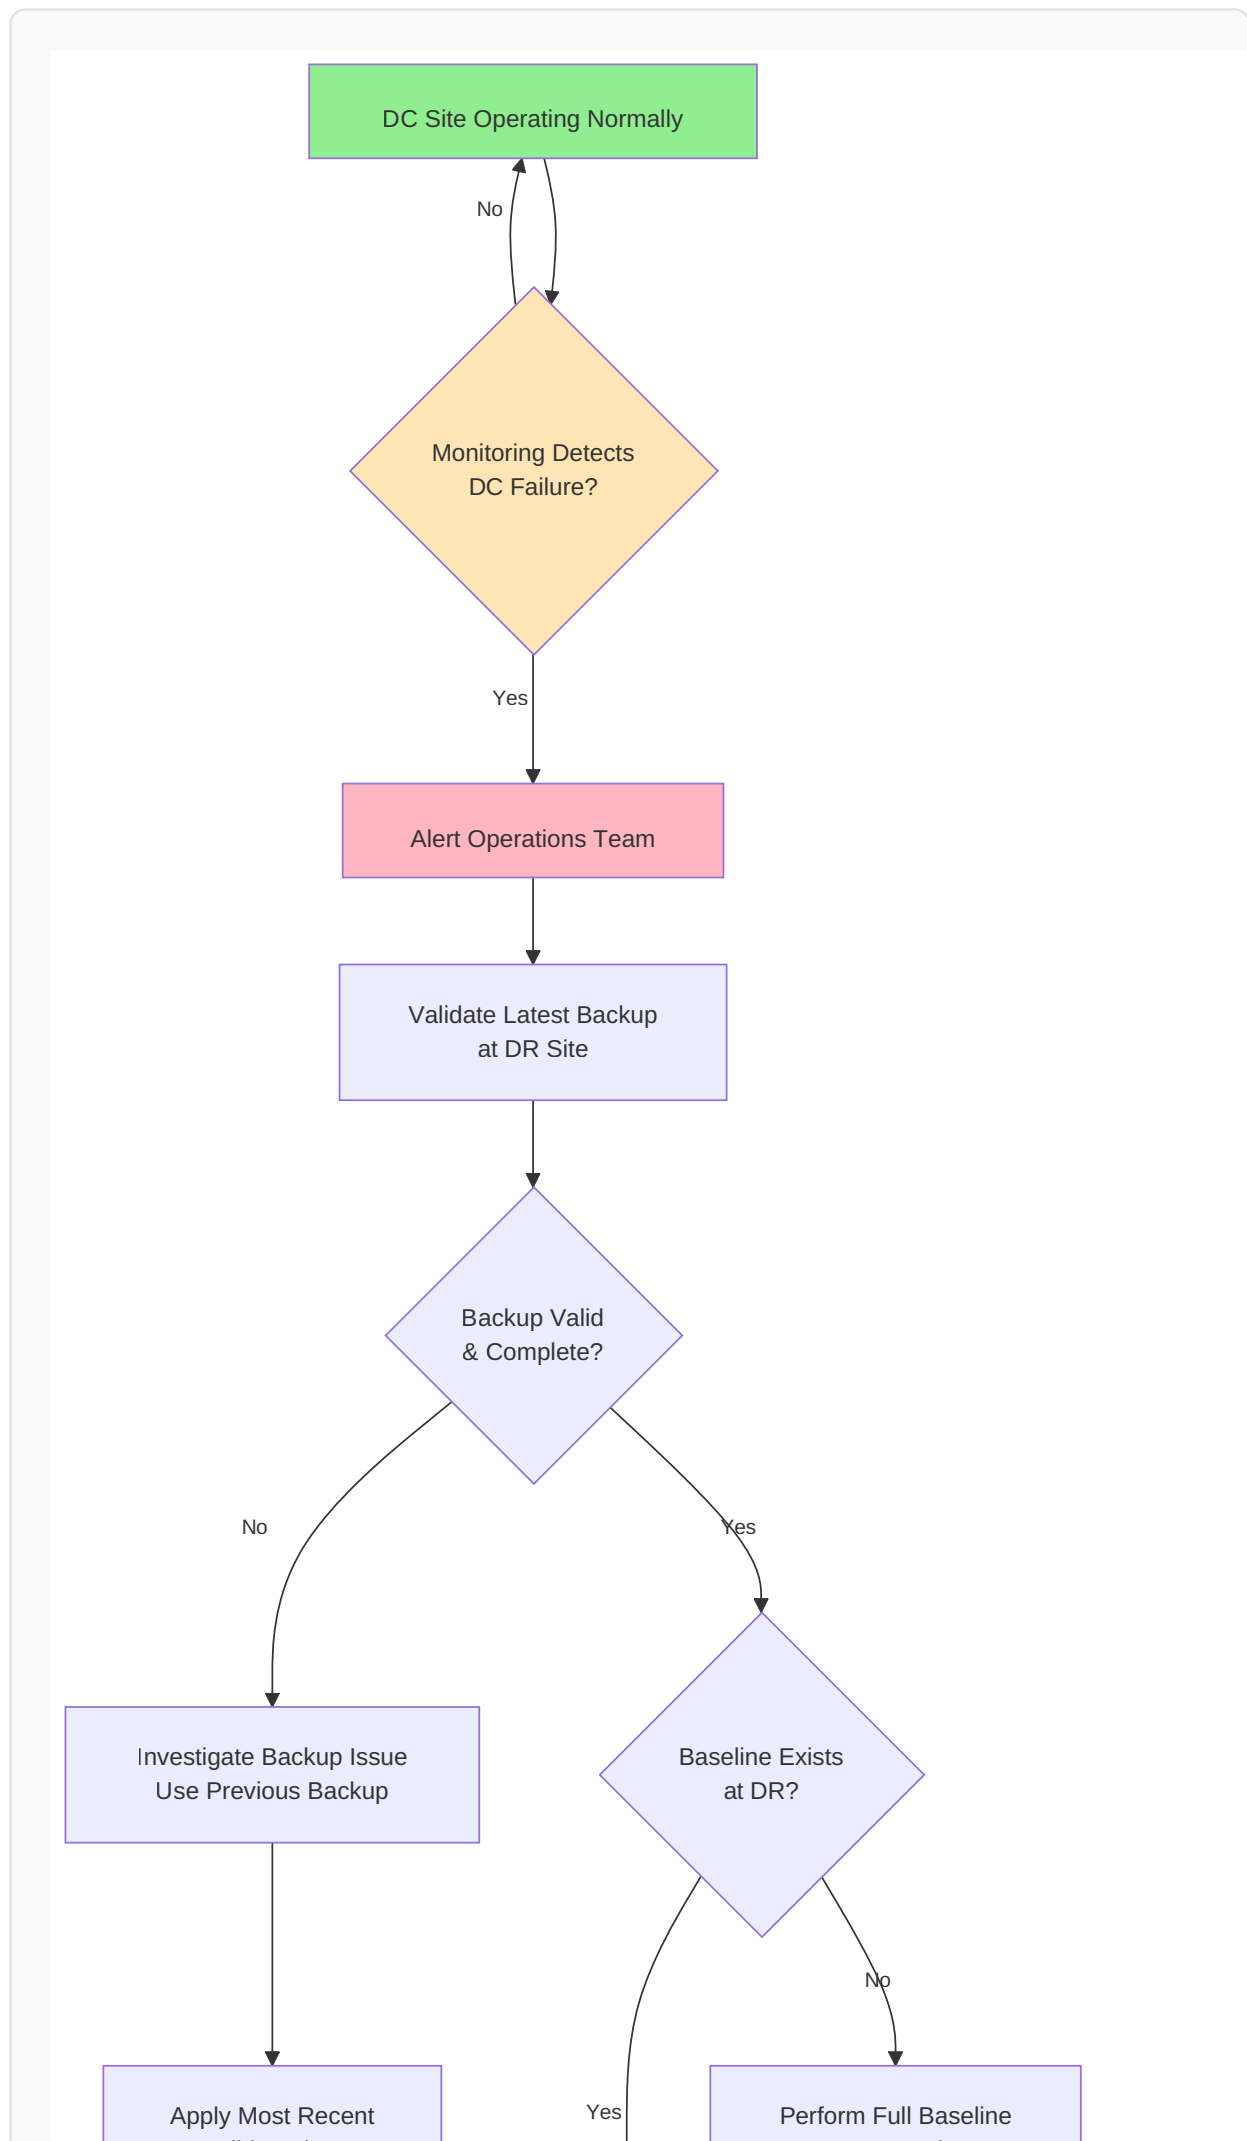 DC Site Operating Normally
No
Monitoring Detects
DC Failure?
Yes
Alert Operations Team
Validate Latest Backup
at DR Site
Backup Valid
& Complete?
No
Yes
Investigate Backup Issue
Use Previous Backup
Baseline Exists
at DR?
No
Yes
Apply Most Recent
Perform Full Baseline